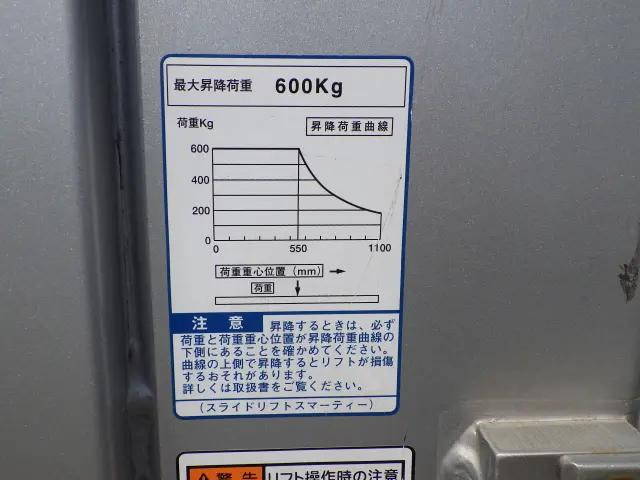 最大昇降荷重 600Kg
荷重Kg
昇降荷重曲線
600
400
200
0
0 550 1100
荷重重心位置(mm) →
荷重
注意 昇降するときは、必ず
荷重と荷重重心位置が昇降荷重曲線の
下側にあることを確かめてください。
曲線の上側で昇降するとリフトが損傷
するおそれがあります。
詳しくは取扱書をご覧ください。
(スライドリフトスマーティー)
警告 リフト操作時の注意